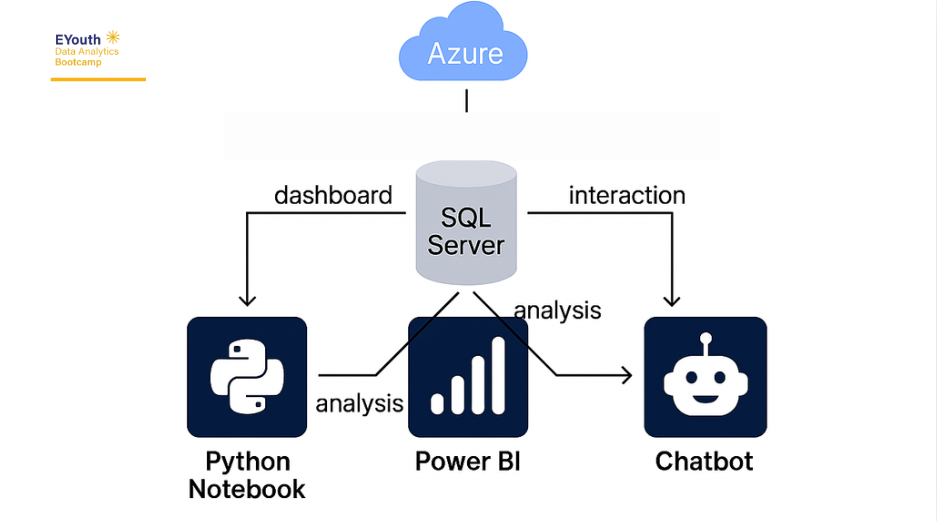 EYouth
Data Analytics
Bootcamp
Azure
dashboard
interaction
SQL
Server
analysis
analysis
Python
Notebook
Power BI
Chatbot